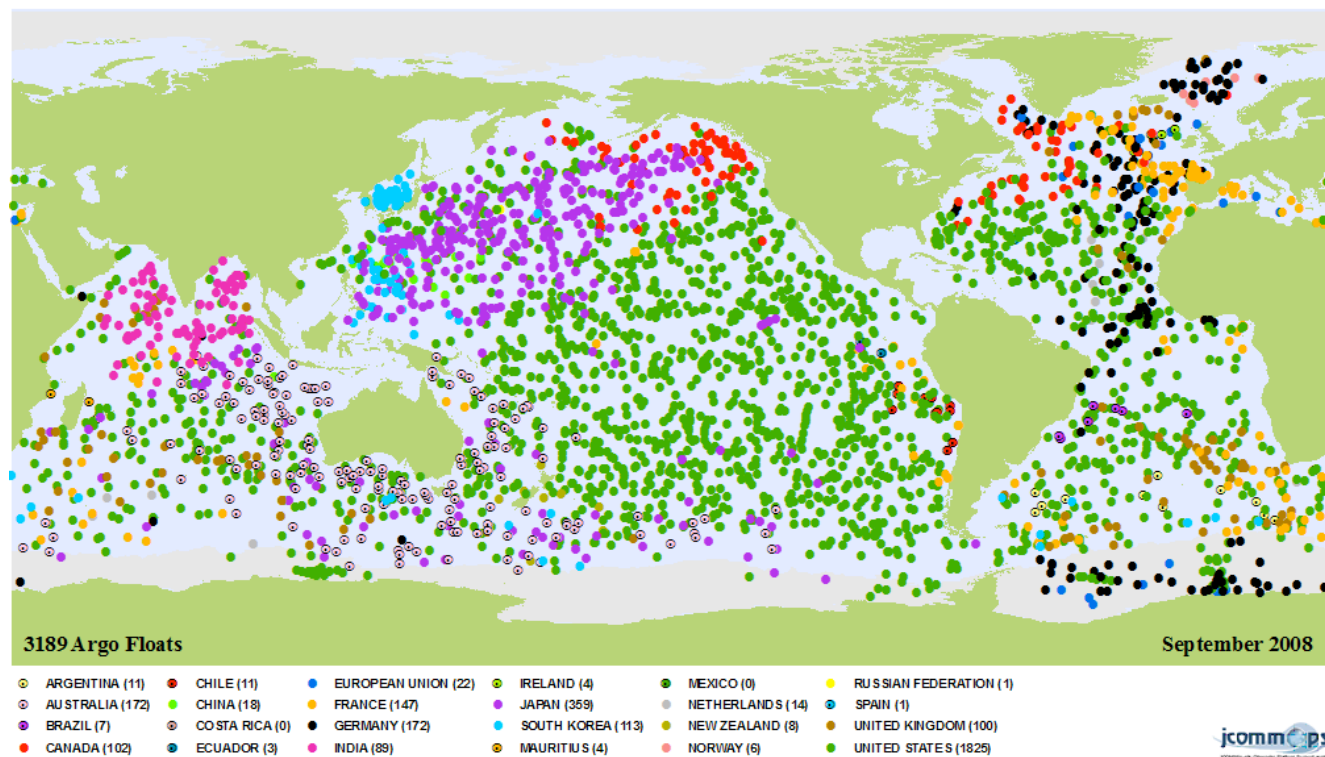 3189 Argo Floats
September 2008
ARGENTINA (11) CHILE (11) EUROPEAN UNION (22) IRELAND (4) MEXICO (0) RUSSIAN FEDERATION (1)
AUSTRALIA (172) CHINA (18) FRANCE (147) JAPAN (359) NETHERLANDS (14) SPAIN (1)
BRAZIL (7) COSTA RICA (0) GERMANY (172) SOUTH KOREA (113) NEW ZEALAND (8) UNITED KINGDOM (100)
CANADA (102) ECUADOR (3) INDIA (89) MAURITIUS (4) NORWAY (6) UNITED STATES (1825)
jcommops